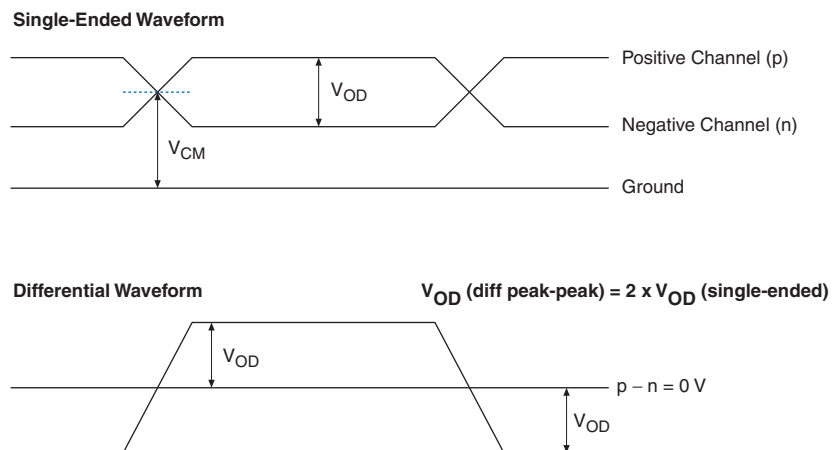 Single-Ended Waveform
Positive Channel (p)
VOD
Negative Channel (n)
VCM
Ground
Differential Waveform
VOD (diff peak-peak) = 2 x VOD (single-ended)
VOD
p – n = 0 V
VOD